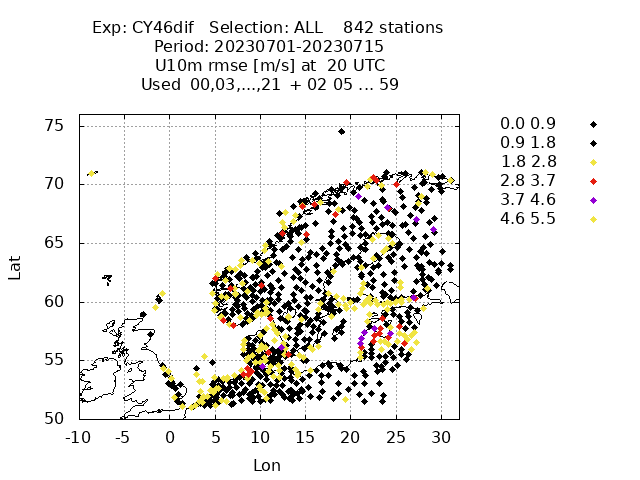 Exp: CY46dif   Selection: ALL    842 stations
Period: 20230701-20230715
U10m rmse [m/s] at  20 UTC
Used  00,03,...,21  + 02 05 ... 59
75
70
65
60
55
50
Lat
-10 -5 0 5 10 15 20 25 30
Lon
0.0 0.9
0.9 1.8
1.8 2.8
2.8 3.7
3.7 4.6
4.6 5.5